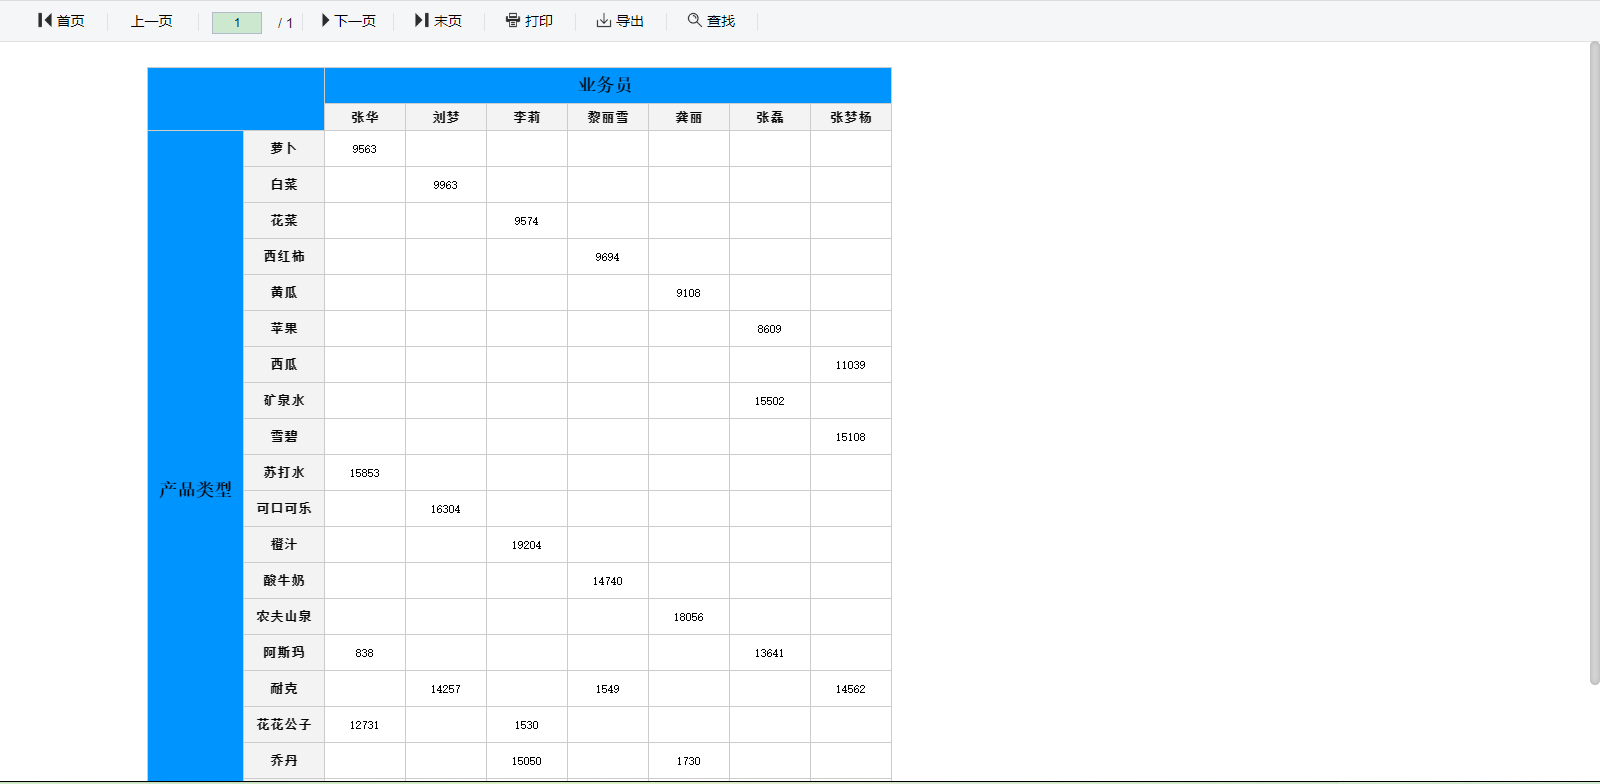 首页 上一页 1 / 1 下一页 末页 打印 导出 查找
业务员
张华 刘梦 李莉 黎丽雪 龚丽 张磊 张梦杨
萝卜 9563
白菜 9963
花菜 9574
西红柿 9694
黄瓜 9108
苹果 8609
西瓜 11039
矿泉水 15502
雪碧 15108
苏打水 15853
产品类型
可口可乐 16304
橙汁 19204
酸牛奶 14740
农夫山泉 18056
阿斯玛 838 13641
耐克 14257 1549 14562
花花公子 12731 1530
乔丹 15050 1730